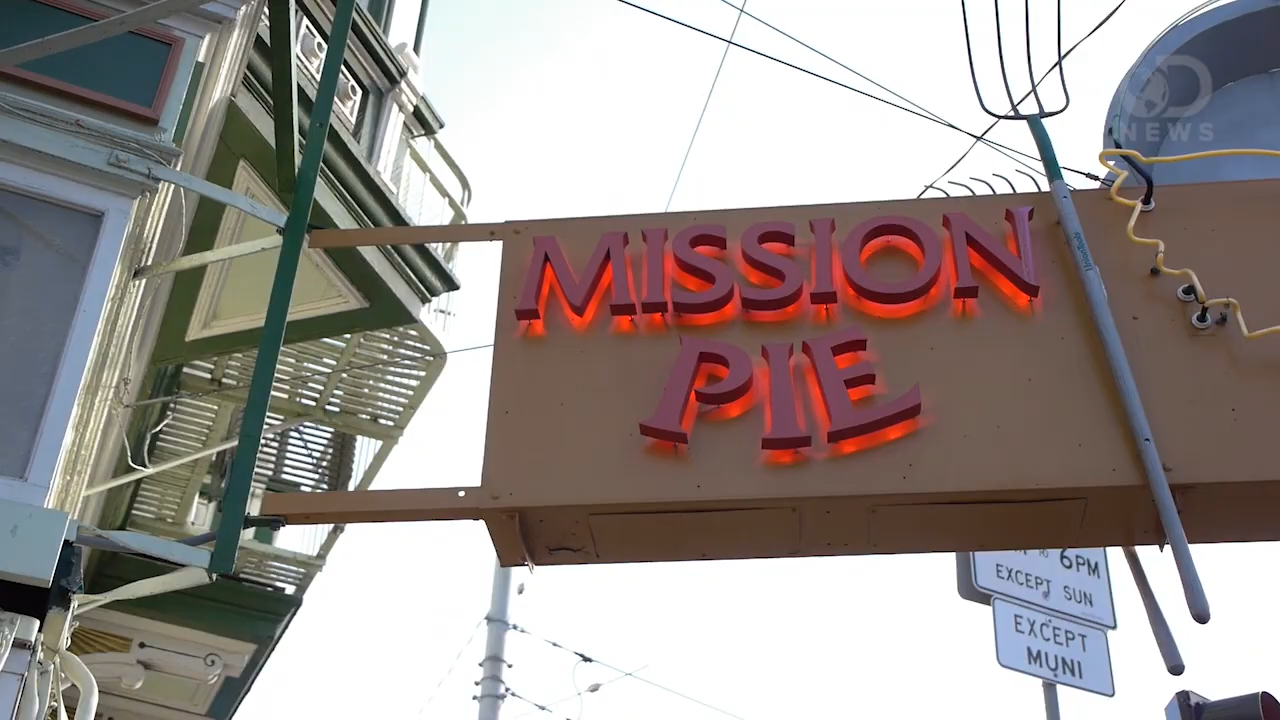 MISSION
PIE
D
NEWS
6PM
EXCEPT SUN
EXCEPT
MUNI